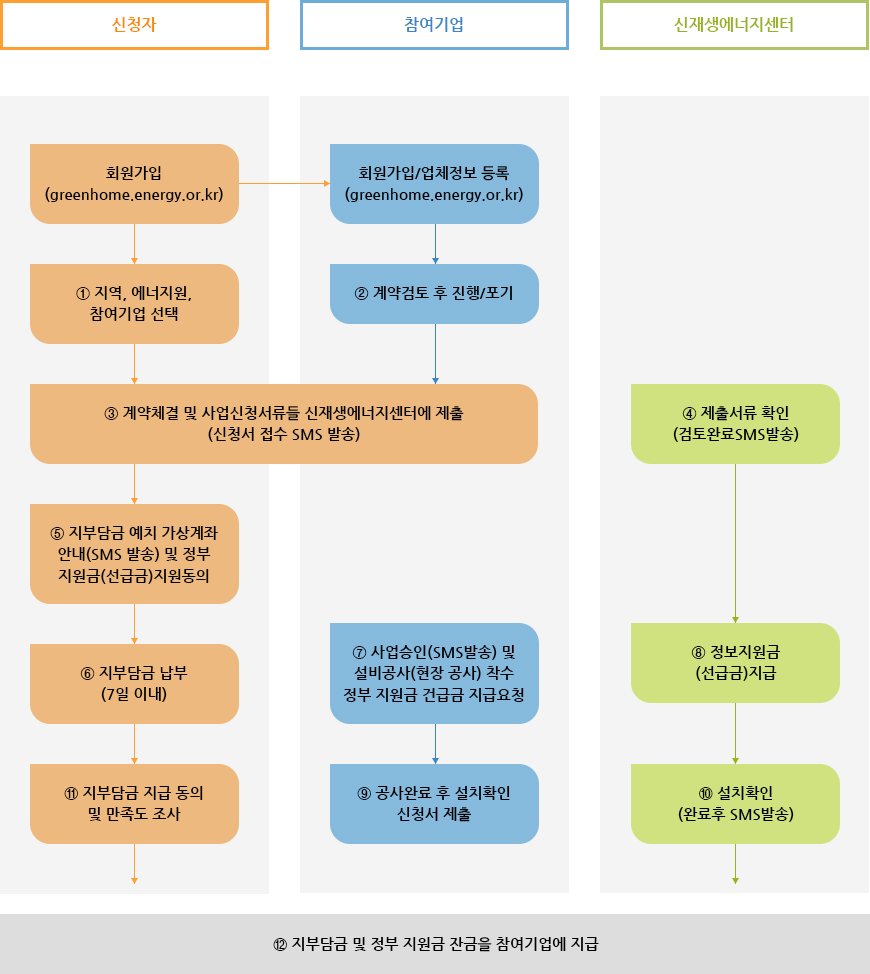 신청자
참여기업
신재생에너지센터
회원가입
(greenhome.energy.or.kr)
회원가입/업체정보 등록
(greenhome.energy.or.kr)
① 지역, 에너지원,
참여기업 선택
② 계약검토 후 진행/포기
③ 계약체결 및 사업신청서류들 신재생에너지센터에 제출
(신청서 접수 SMS 발송)
④ 제출서류 확인
(검토완료SMS발송)
⑤ 지부담금 예치 가상계좌
안내(SMS 발송) 및 정부
지원금(선급금)지원동의
⑥ 지부담금 납부
(7일 이내)
⑦ 사업승인(SMS발송) 및
설비공사(현장 공사) 착수
정부 지원금 건급금 지급요청
⑧ 정보지원금
(선급금)지급
⑪ 지부담금 지급 동의
및 만족도 조사
⑨ 공사완료 후 설치확인
신청서 제출
⑩ 설치확인
(완료후 SMS발송)
⑫ 지부담금 및 정부 지원금 잔금을 참여기업에 지급